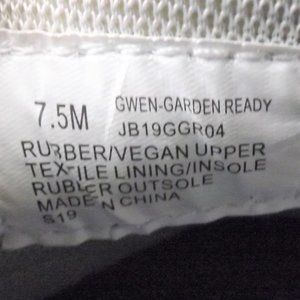 7.5M GWEN-GARDEN READY
JB19GGR04
RUBBER/VEGAN UPPER
TEXTILE LINING/INSOLE
RUBBER OUTSOLE
MADE IN CHINA
S19